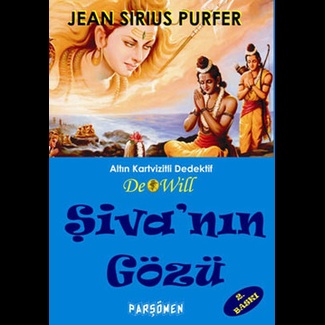 JEAN SIRIUS PURFER
Altın Kartvizitli Dedektif
De Will
Şiva'nın
Gözü
2.
BASKI
PARŞÖMEN